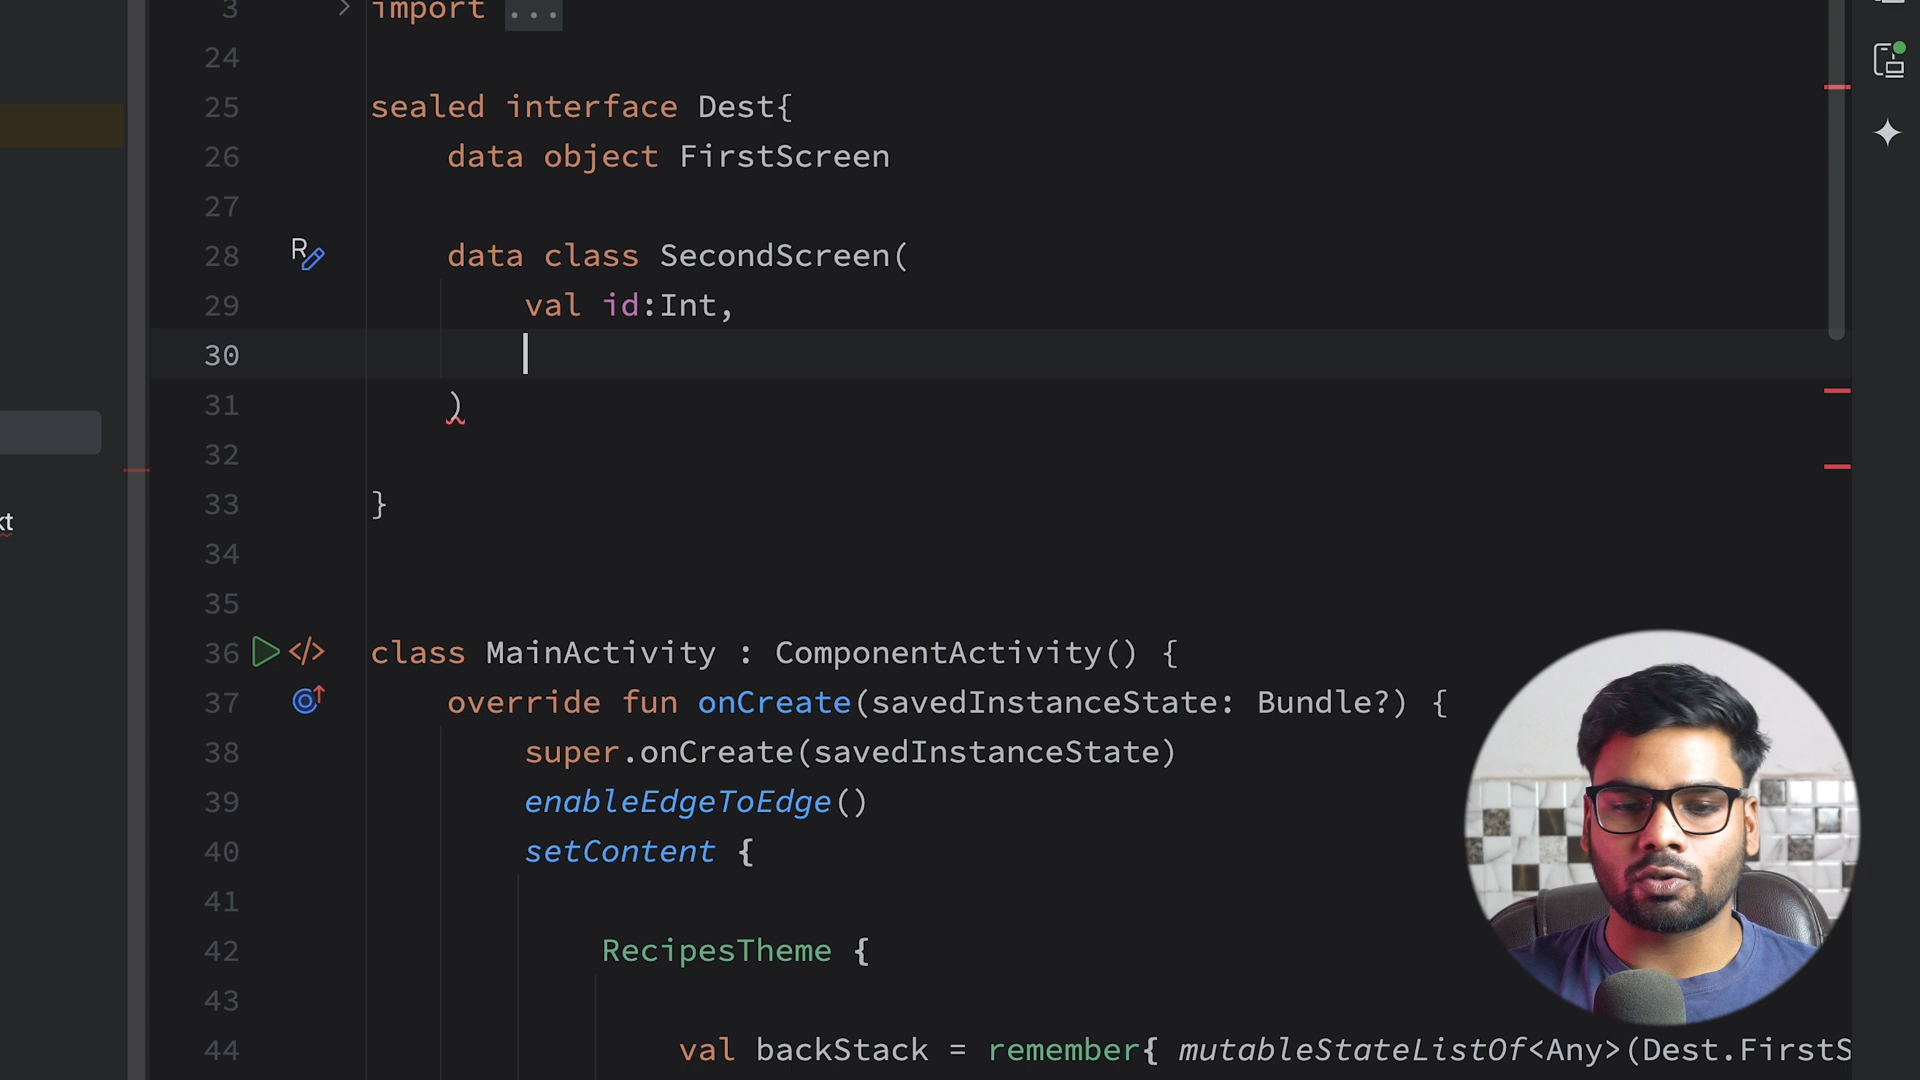 3 import ...
24
25 sealed interface Dest{
26 data object FirstScreen
27
28 data class SecondScreen(
29 val id:Int,
30
31 )
32
33 }
kt
34
35
36 class MainActivity : ComponentActivity() {
37 override fun onCreate(savedInstanceState: Bundle?) {
38 super.onCreate(savedInstanceState)
39 enableEdgeToEdge()
40 setContent {
41
42 RecipesTheme {
43
44 val backStack = remember{ mutableStateListOf<Any>(Dest.FirstS